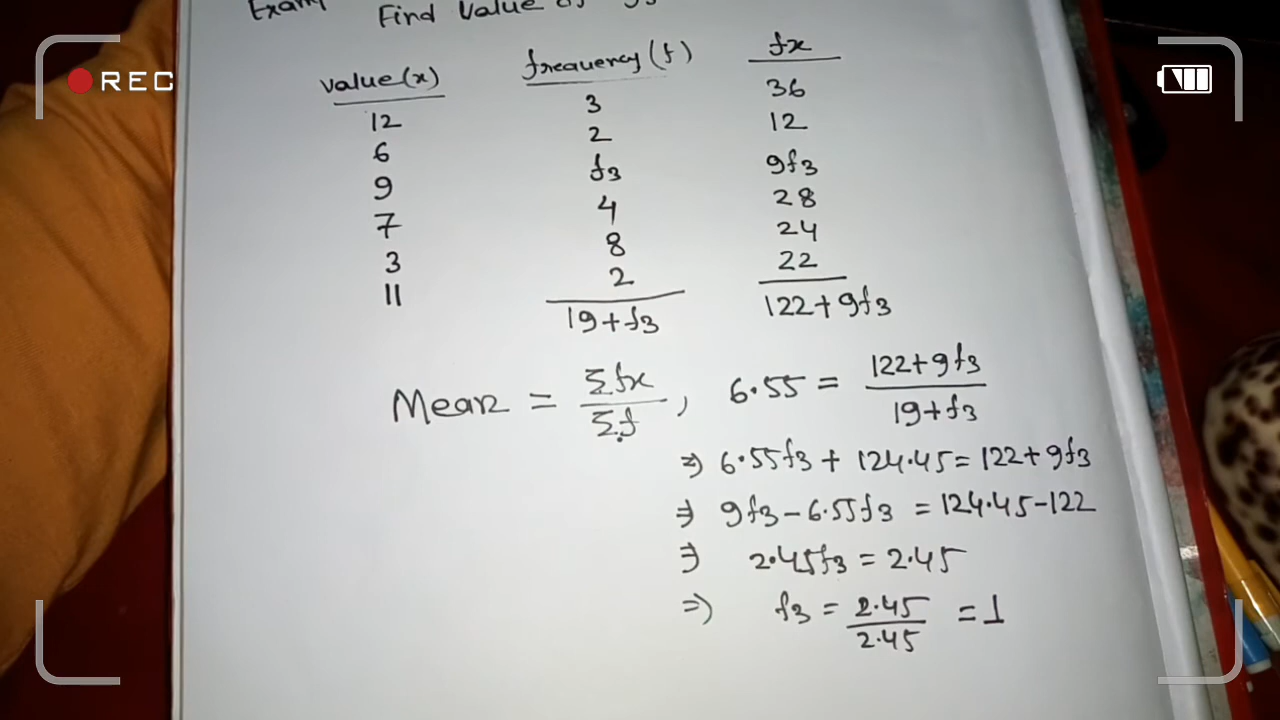 Exam Find Value of
REC
value(x) frequency(f) fx
12 3 36
6 2 12
9 f3 9f3
7 4 28
3 8 24
11 2 22
19+f3 122+9f3
Mean = Σfx/Σf, 6.55 = 122+9f3/19+f3
⇒ 6.55f3 + 124.45 = 122+9f3
⇒ 9f3 - 6.55f3 = 124.45-122
⇒ 2.45f3 = 2.45
⇒ f3 = 2.45/2.45 = 1